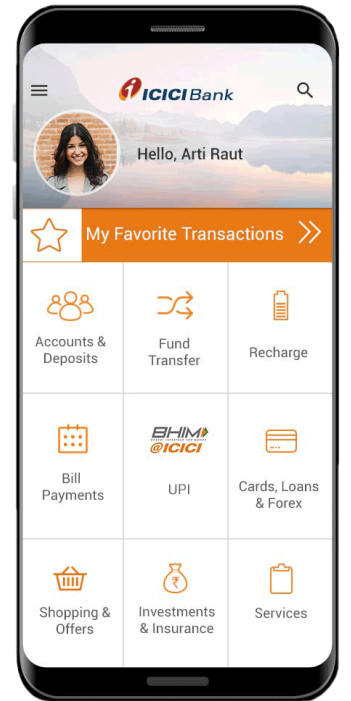 ICICI Bank
Hello, Arti Raut
My Favorite Transactions
Accounts &
Deposits
Fund
Transfer
Recharge
Bill
Payments
BHIM
@ICICI
UPI
Cards, Loans
& Forex
Shopping &
Offers
₹
Investments
& Insurance
Services